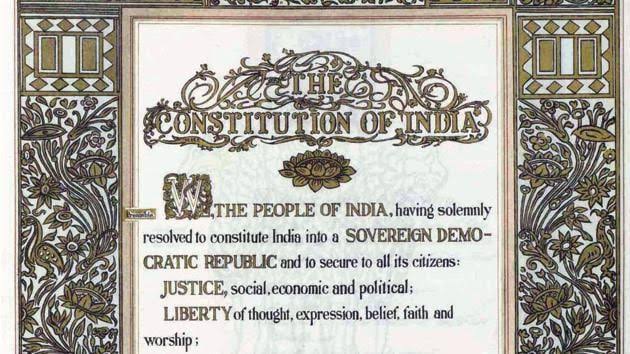 THE
CONSTITUTION OF INDIA
Preamble
WE, THE PEOPLE OF INDIA, having solemnly
resolved to constitute India into a SOVEREIGN DEMO-
CRATIC REPUBLIC and to secure to all its citizens:
JUSTICE, social, economic and political;
LIBERTY of thought, expression, belief, faith and
worship;